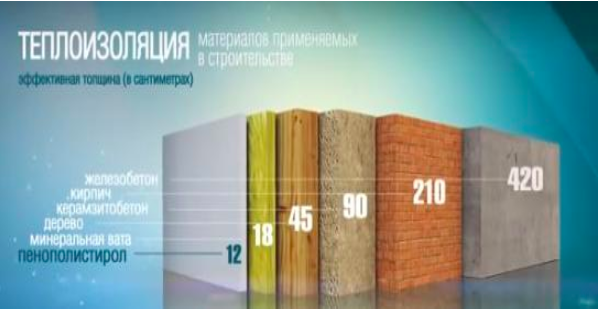 ТЕПЛОИЗОЛЯЦИЯ материалов применяемых
в строительстве
эффективная толщина (в сантиметрах)
железобетон 420
кирпич 210
керамзитобетон 90
дерево 45
минеральная вата 18
пенополистирол 12